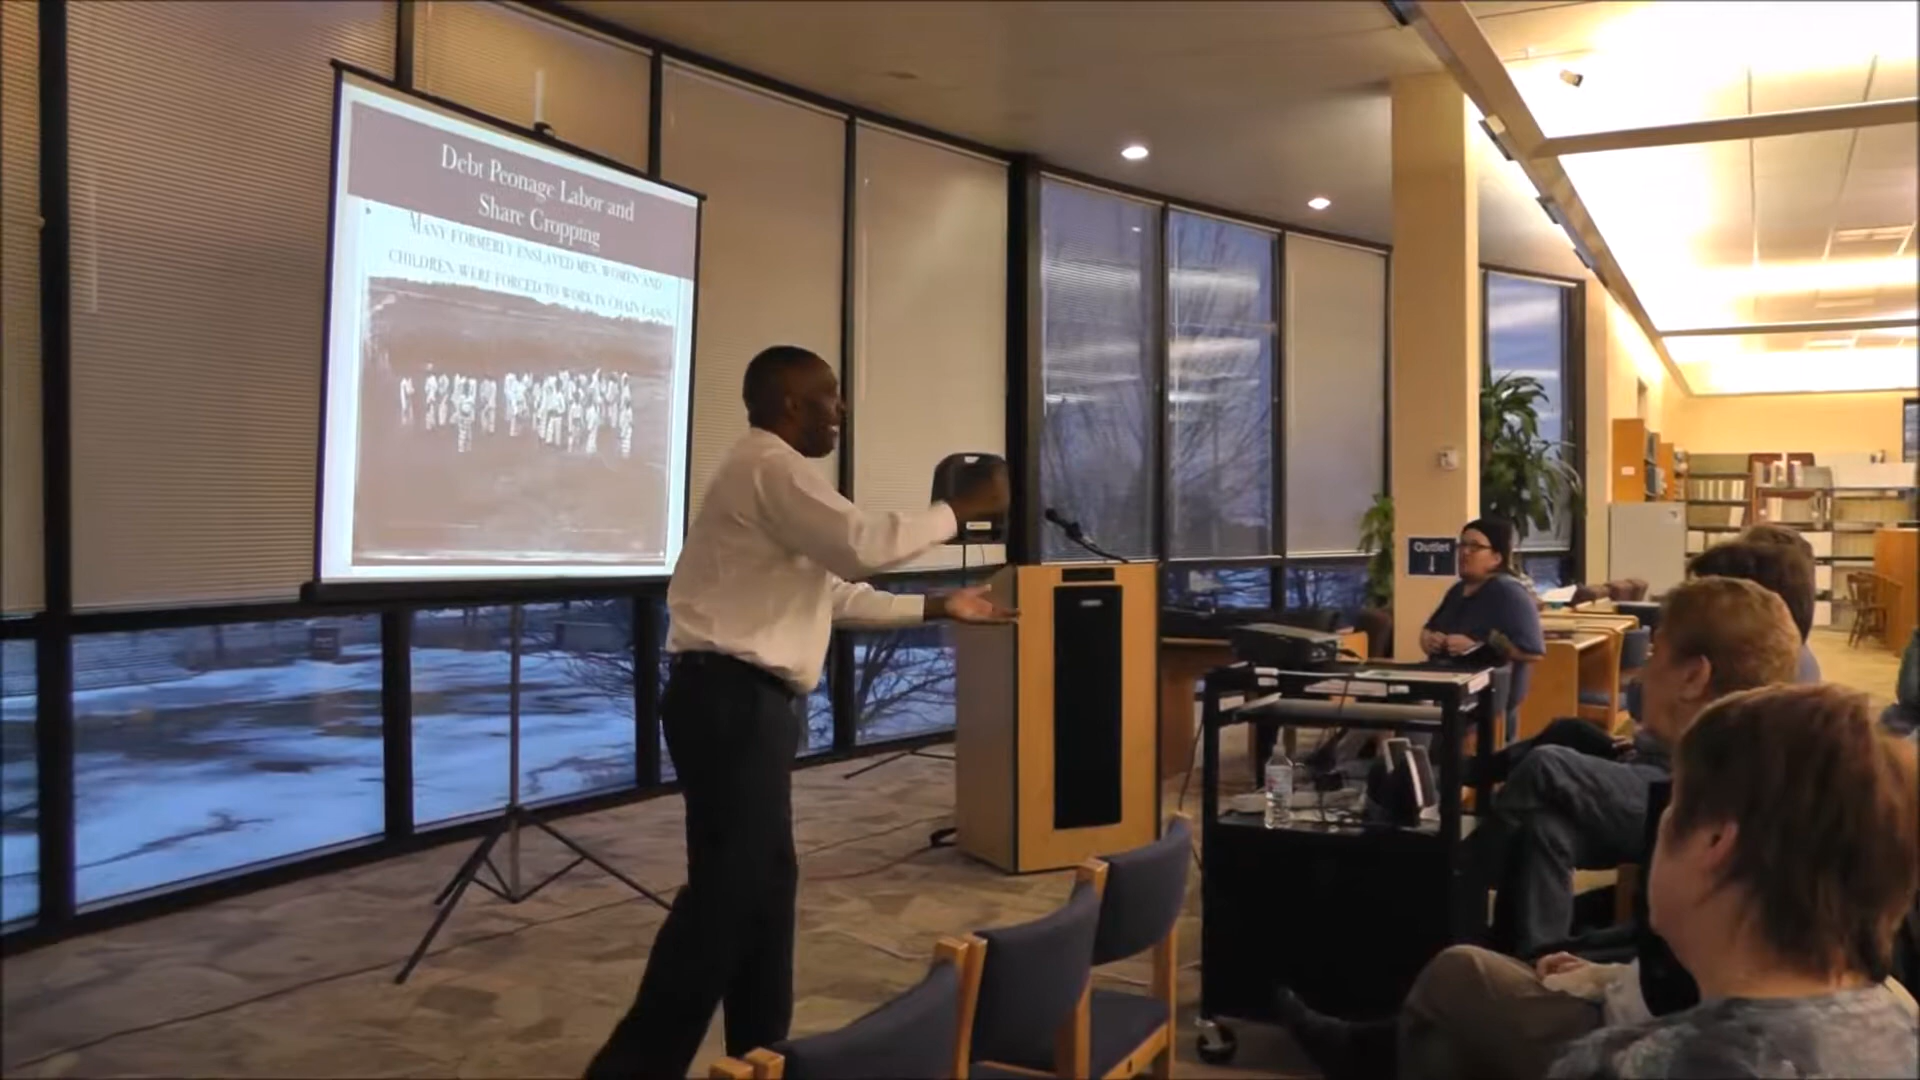 Debt Peonage Labor and
Share Cropping
MANY FORMERLY ENSLAVED MEN, WOMEN AND
CHILDREN WERE FORCED TO WORK IN CHAIN GANGS
Outlet